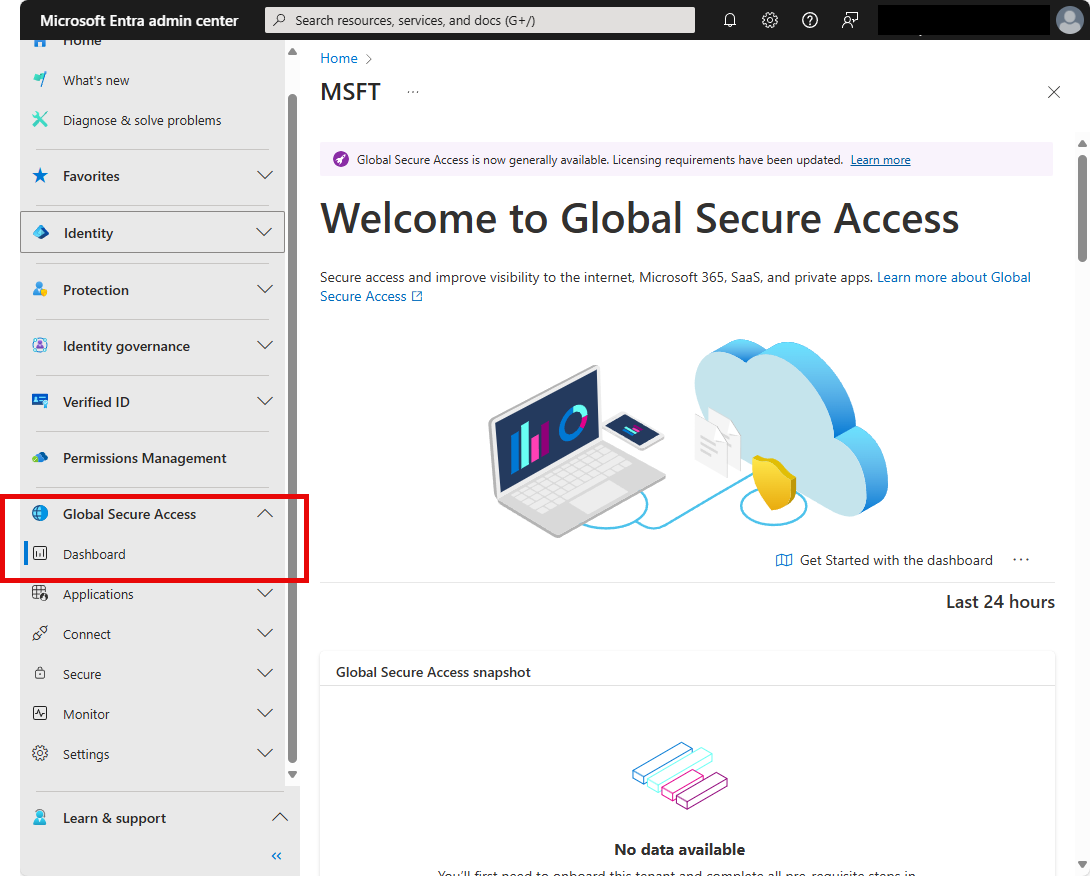 Microsoft Entra admin center
Search resources, services, and docs (G+/)
Home
What's new
Diagnose & solve problems
Favorites
Identity
Protection
Identity governance
Verified ID
Permissions Management
Global Secure Access
Dashboard
Applications
Connect
Secure
Monitor
Settings
Learn & support
Home
MSFT
Global Secure Access is now generally available. Licensing requirements have been updated. Learn more
Welcome to Global Secure Access
Secure access and improve visibility to the internet, Microsoft 365, SaaS, and private apps. Learn more about Global
Secure Access
Get Started with the dashboard
Last 24 hours
Global Secure Access snapshot
No data available
You'll first need to onboard this tenant and complete all pre-requisite steps in